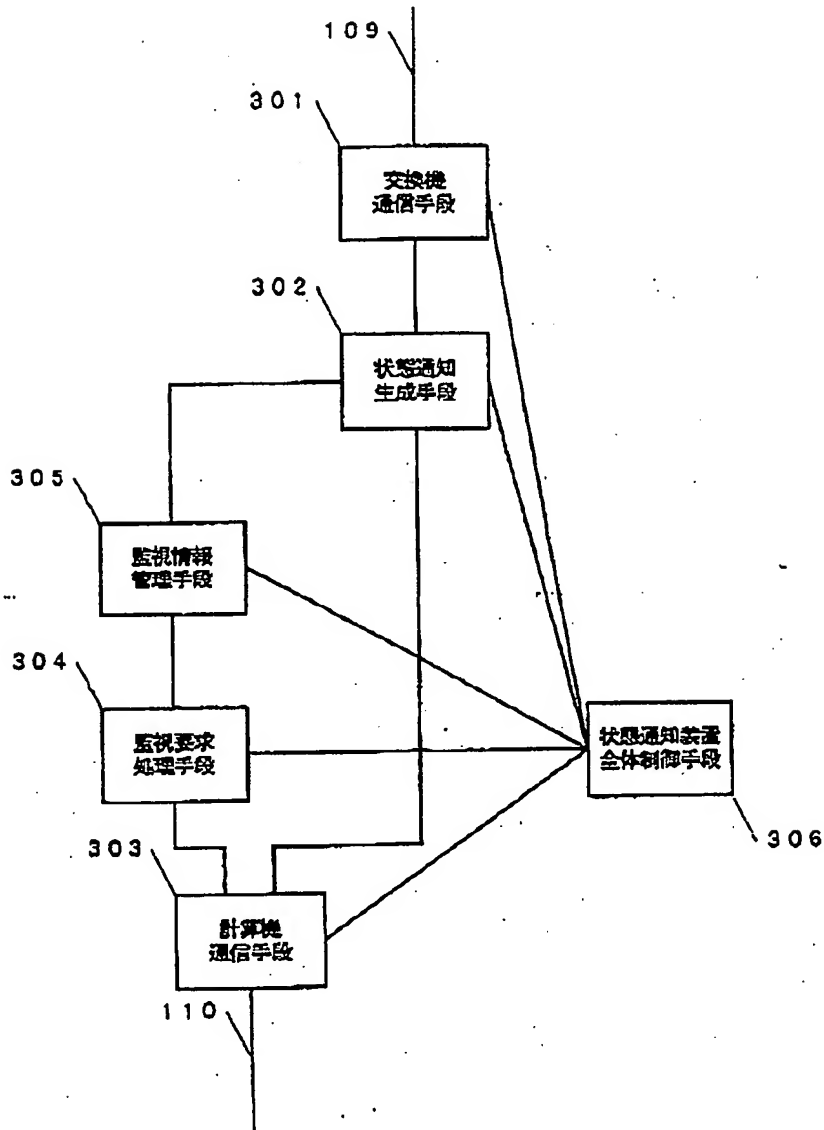 109
301
交換機
通信手段
302
状態通知
生成手段
305
監視情報
管理手段
304
監視要求
処理手段
状態通知装置
全体制御手段
306
303
計算機
通信手段
110